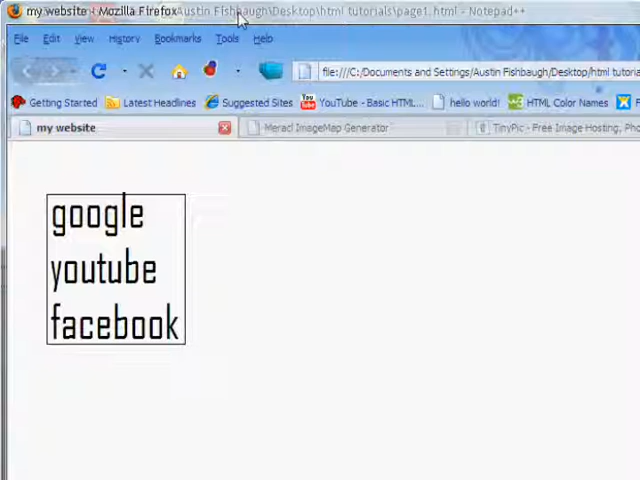 my website - Mozilla Firefox Austin Fishbaugh\Desktop\html tutorials\page1.html - Notepad++
File Edit View History Bookmarks Tools Help
file:///C:/Documents and Settings/Austin Fishbaugh/Desktop/html tutoria
Getting Started Latest Headlines Suggested Sites YouTube - Basic HTML... hello world! HTML Color Names
my website Merad ImageMap Generator TinyPic - Free Image Hosting, Pho
google
youtube
facebook